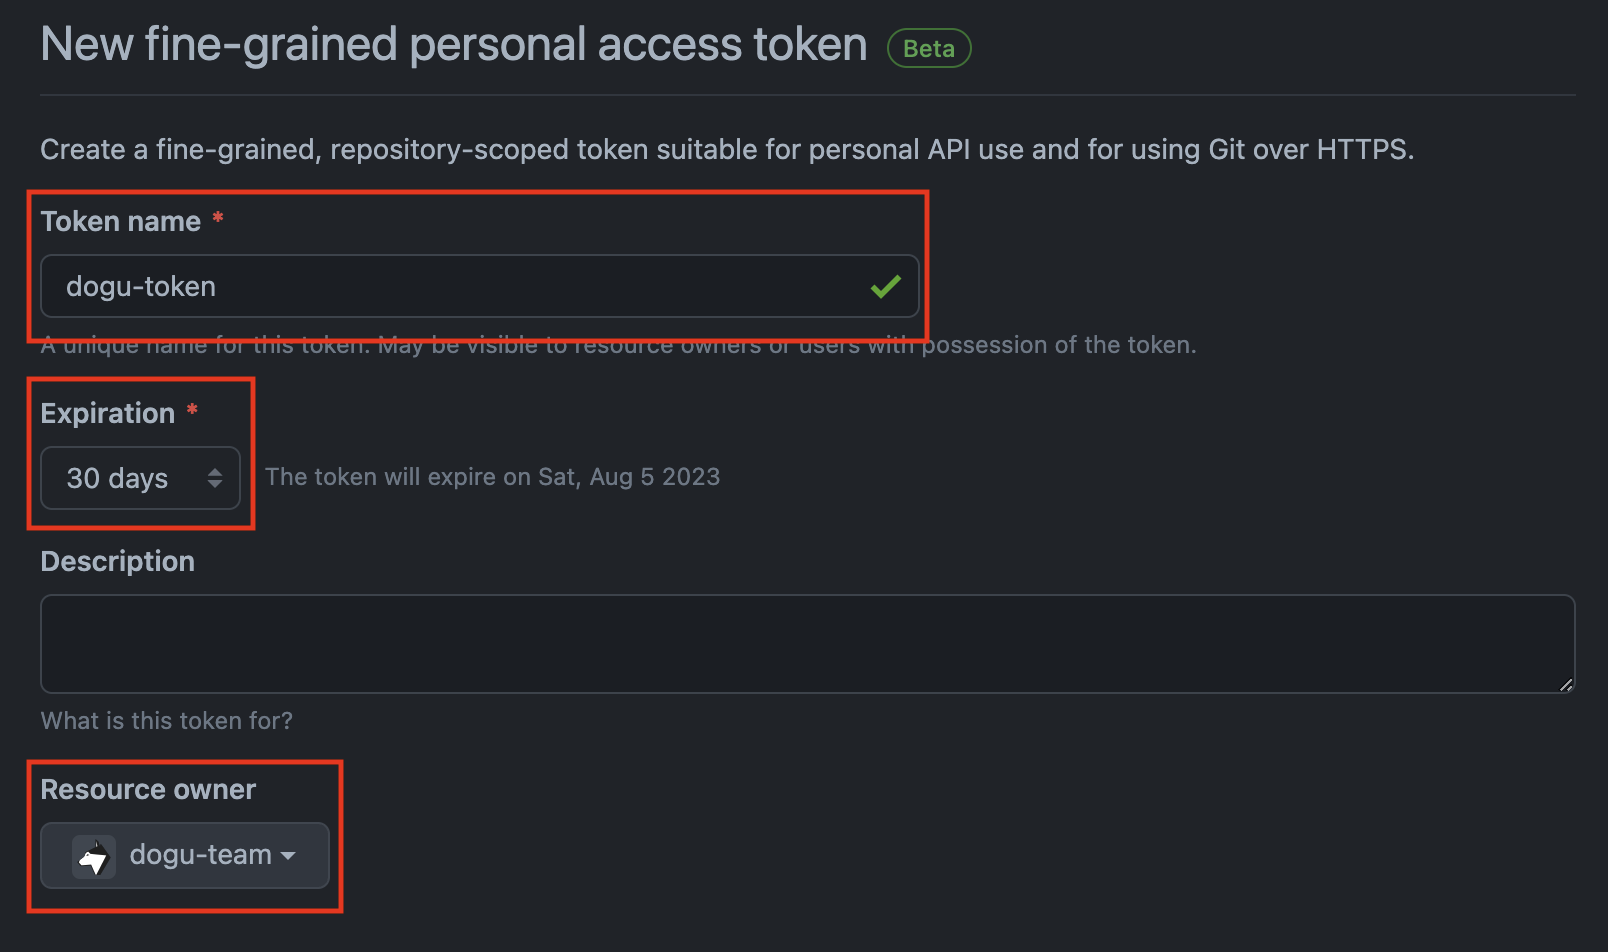 New fine-grained personal access token Beta
Create a fine-grained, repository-scoped token suitable for personal API use and for using Git over HTTPS.
Token name *
dogu-token
A unique name for this token. May be visible to resource owners or users with possession of the token.
Expiration *
30 days The token will expire on Sat, Aug 5 2023
Description
What is this token for?
Resource owner
dogu-team